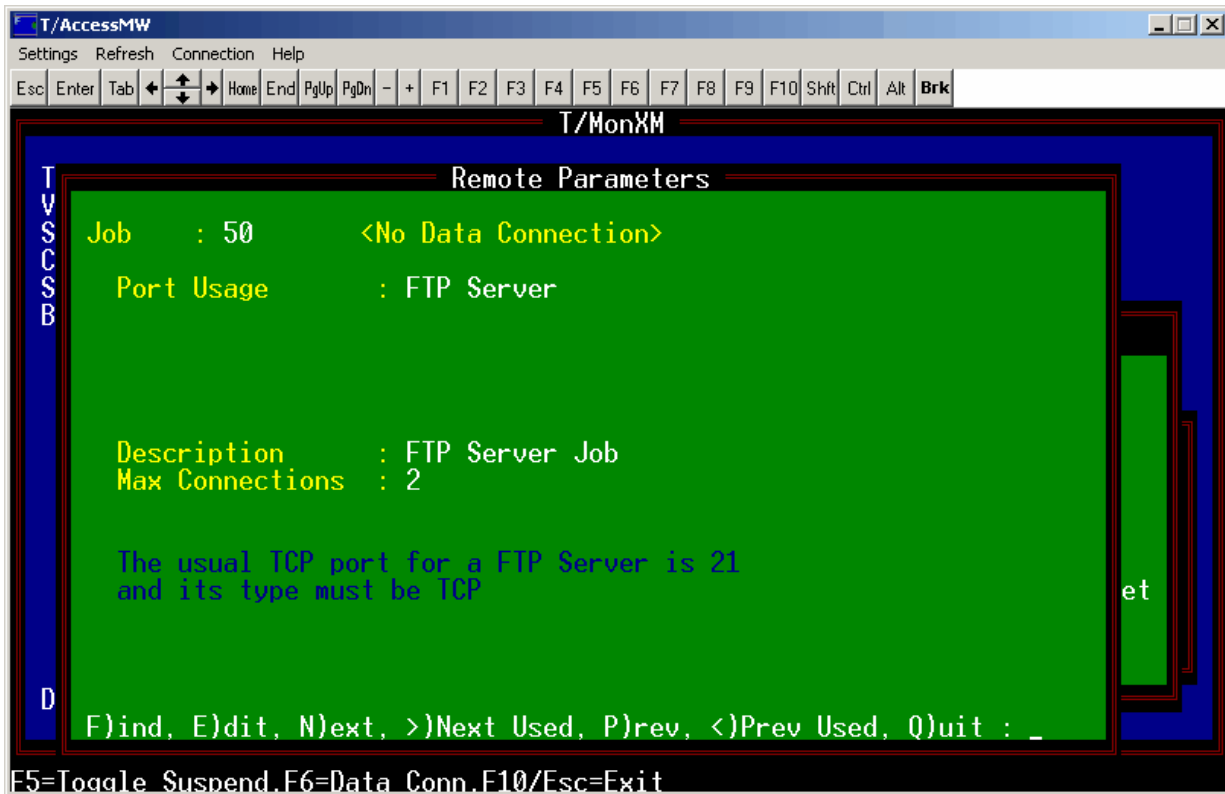 T/AccessMW
Settings Refresh Connection Help
Esc Enter Tab Home End PgUp PgDn - + F1 F2 F3 F4 F5 F6 F7 F8 F9 F10 Shft Ctrl Alt Brk
T/MonXM
T
V
S
C
S
B
D
Remote Parameters
Job : 50 <No Data Connection>
Port Usage : FTP Server
Description : FTP Server Job
Max Connections : 2
The usual TCP port for a FTP Server is 21
and its type must be TCP
et
F)ind, E)dit, N)ext, >)Next Used, P)rev, <)Prev Used, Q)uit : _
F5=Toggle Suspend,F6=Data Conn,F10/Esc=Exit